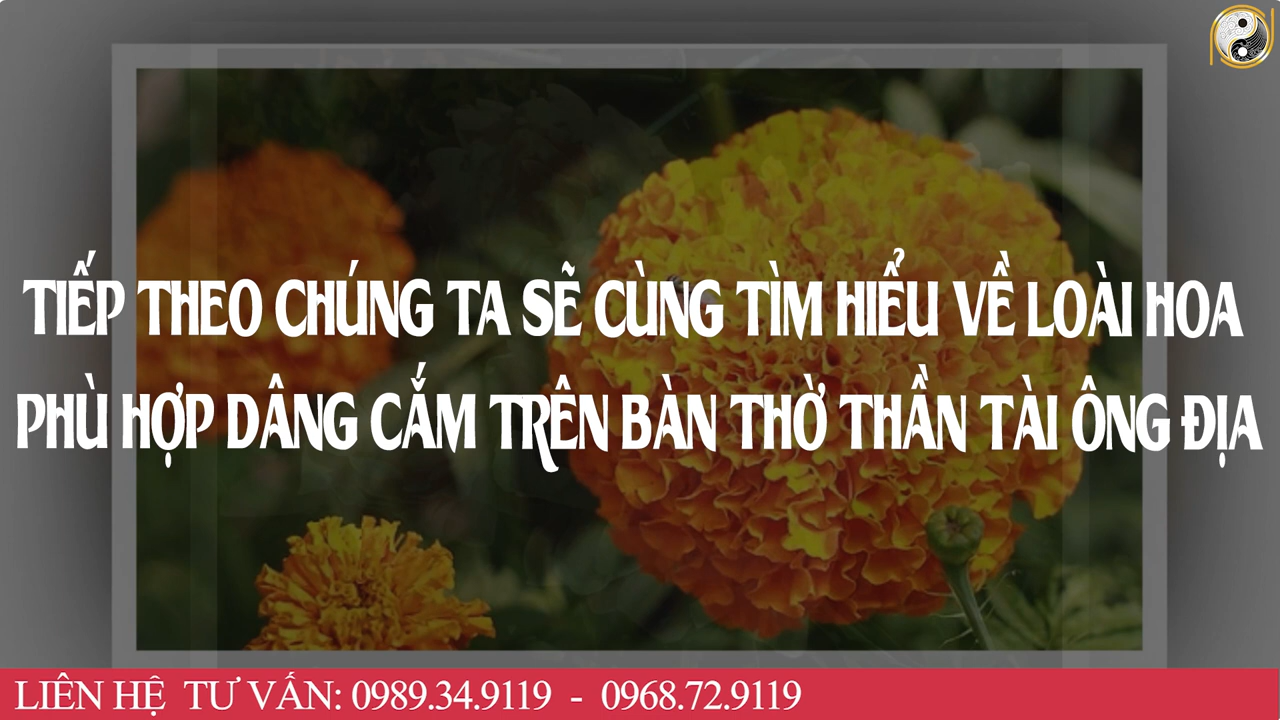 TIẾP THEO CHÚNG TA SẼ CÙNG TÌM HIỂU VỀ LOÀI HOA
PHÙ HỢP DÂNG CẮM TRÊN BÀN THỜ THẦN TÀI ÔNG ĐỊA
LIÊN HỆ TƯ VẤN: 0989.34.9119 - 0968.72.9119